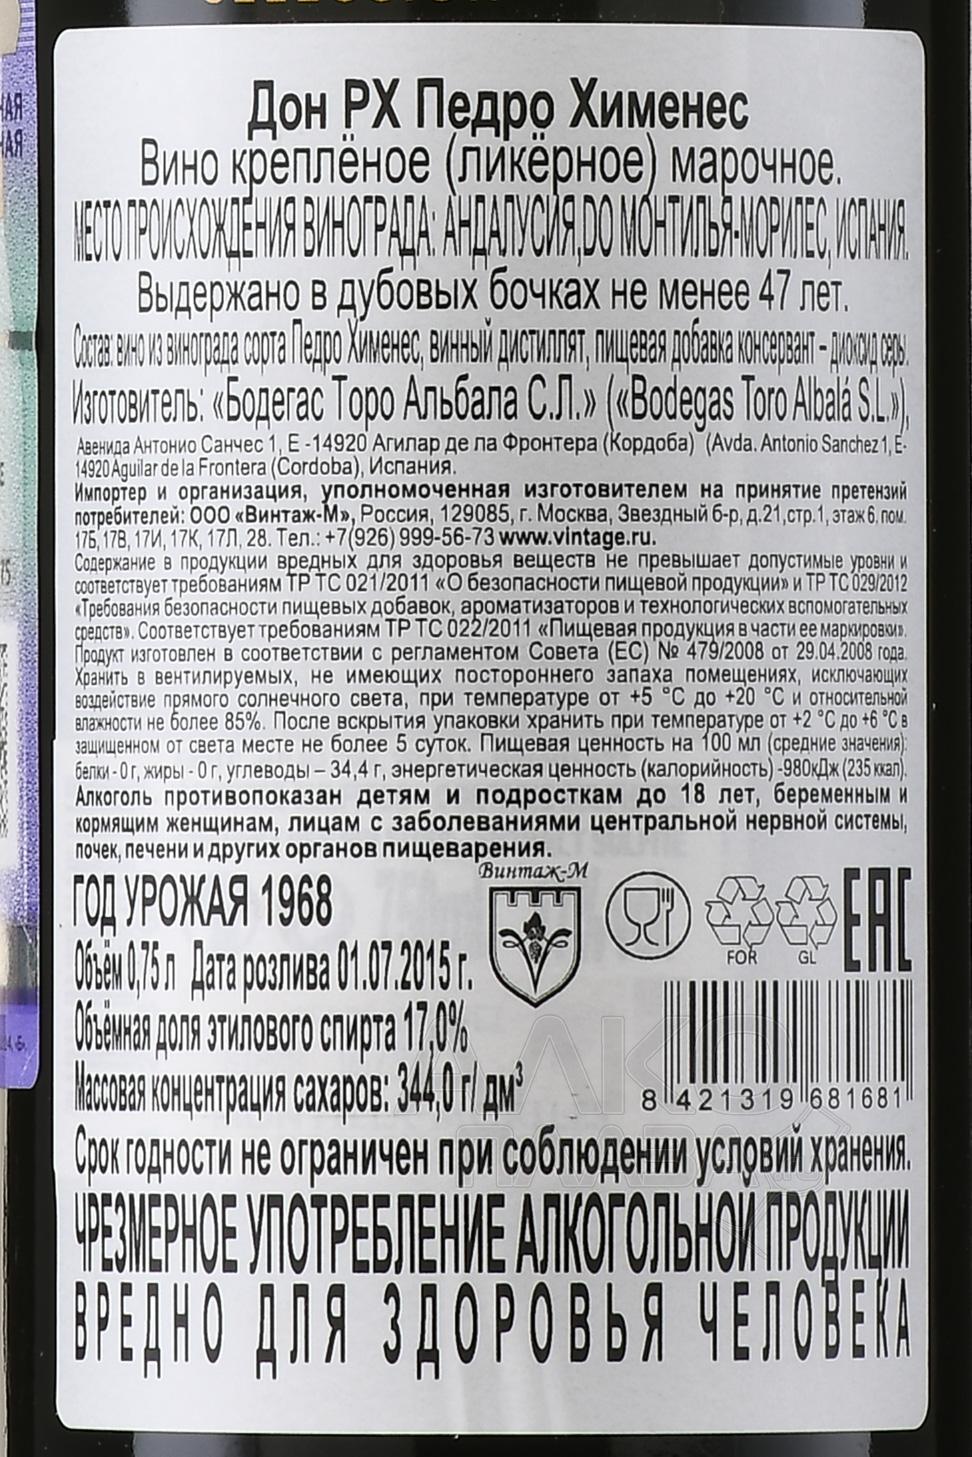 Дон РХ Педро Хименес
Вино креплёное (ликёрное) марочное.
МЕСТО ПРОИСХОЖДЕНИЯ ВИНОГРАДА: АНДАЛУСИЯ,DO МОНТИЛЬЯ-МОРИЛЕС, ИСПАНИЯ.
Выдержано в дубовых бочках не менее 47 лет.
Состав: вино из винограда сорта Педро Хименес, винный дистиллят, пищевая добавка консервант – диоксид серы.
Изготовитель: «Бодегас Торо Альбала С.Л.» («Bodegas Toro Albalá S.L.»),
Авенида Антонио Санчес 1, Е -14920 Агилар де ла Фронтера (Кордоба) (Avda. Antonio Sanchez 1, E-
14920 Aguilar de la Frontera (Cordoba), Испания.
Импортер и организация, уполномоченная изготовителем на принятие претензий
потребителей: ООО «Винтаж-М», Россия, 129085, г. Москва, Звездный б-р, д.21,стр.1, этаж 6, пом.
17Б, 17В, 17И, 17К, 17Л, 28. Тел.: +7(926) 999-56-73 www.vintage.ru.
Содержание в продукции вредных для здоровья веществ не превышает допустимые уровни и
соответствует требованиям ТР ТС 021/2011 «О безопасности пищевой продукции» и ТР ТС 029/2012
«Требования безопасности пищевых добавок, ароматизаторов и технологических вспомогательных
средств». Соответствует требованиям ТР ТС 022/2011 «Пищевая продукция в части ее маркировки».
Продукт изготовлен в соответствии с регламентом Совета (ЕС) № 479/2008 от 29.04.2008 года.
Хранить в вентилируемых, не имеющих постороннего запаха помещениях, исключающих
воздействие прямого солнечного света, при температуре от +5 °С до +20 °С и относительной
влажности не более 85%. После вскрытия упаковки хранить при температуре от +2 °С до +6 °С в
защищенном от света месте не более 5 суток. Пищевая ценность на 100 мл (средние значения):
белки - 0 г, жиры - 0 г, углеводы – 34,4 г, энергетическая ценность (калорийность) -980кДж (235 ккал).
Алкоголь противопоказан детям и подросткам до 18 лет, беременным и
кормящим женщинам, лицам с заболеваниями центральной нервной системы,
почек, печени и других органов пищеварения.
Винтаж-М
ГОД УРОЖАЯ 1968
FOR GL
EAC
Объём 0,75 л Дата розлива 01.07.2015 г.
Объёмная доля этилового спирта 17,0%
Массовая концентрация сахаров: 344,0 г/ дм³
8 421319 681681
Срок годности не ограничен при соблюдении условий хранения.
ЧРЕЗМЕРНОЕ УПОТРЕБЛЕНИЕ АЛКОГОЛЬНОЙ ПРОДУКЦИИ
ВРЕДНО ДЛЯ ЗДОРОВЬЯ ЧЕЛОВЕКА